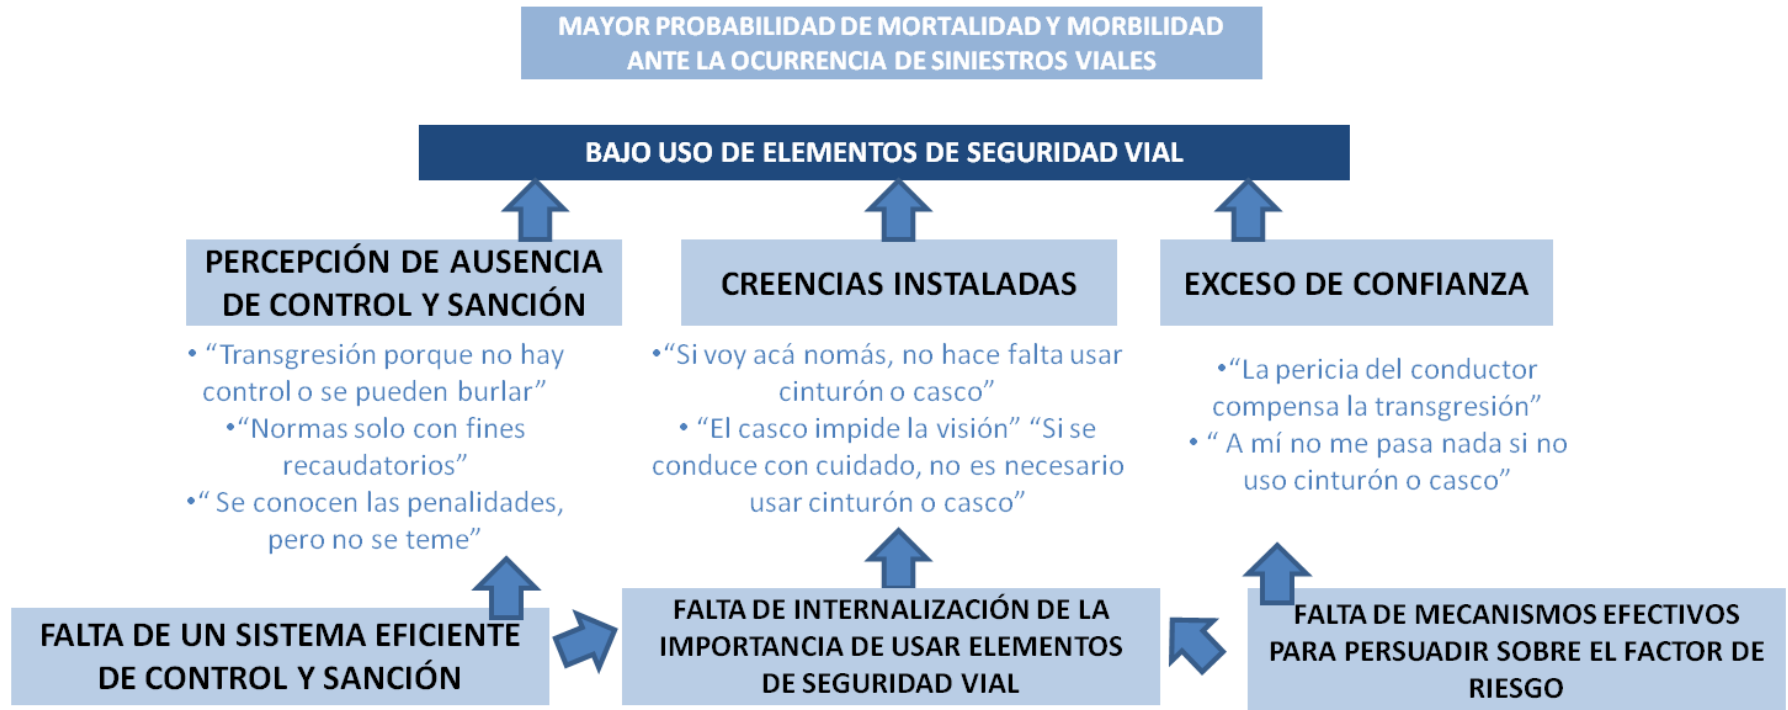 MAYOR PROBABILIDAD DE MORTALIDAD Y MORBILIDAD
ANTE LA OCURRENCIA DE SINIESTROS VIALES
BAJO USO DE ELEMENTOS DE SEGURIDAD VIAL
PERCEPCIÓN DE AUSENCIA
DE CONTROL Y SANCIÓN
• “Transgresión porque no hay
control o se pueden burlar”
•“Normas solo con fines
recaudatorios”
•“ Se conocen las penalidades,
pero no se teme”
CREENCIAS INSTALADAS
•“Si voy acá nomás, no hace falta usar
cinturón o casco”
• “El casco impide la visión” “Si se
conduce con cuidado, no es necesario
usar cinturón o casco”
EXCESO DE CONFIANZA
•“La pericia del conductor
compensa la transgresión”
• “ A mí no me pasa nada si no
uso cinturón o casco”
FALTA DE UN SISTEMA EFICIENTE
DE CONTROL Y SANCIÓN
FALTA DE INTERNALIZACIÓN DE LA
IMPORTANCIA DE USAR ELEMENTOS
DE SEGURIDAD VIAL
FALTA DE MECANISMOS EFECTIVOS
PARA PERSUADIR SOBRE EL FACTOR DE
RIESGO